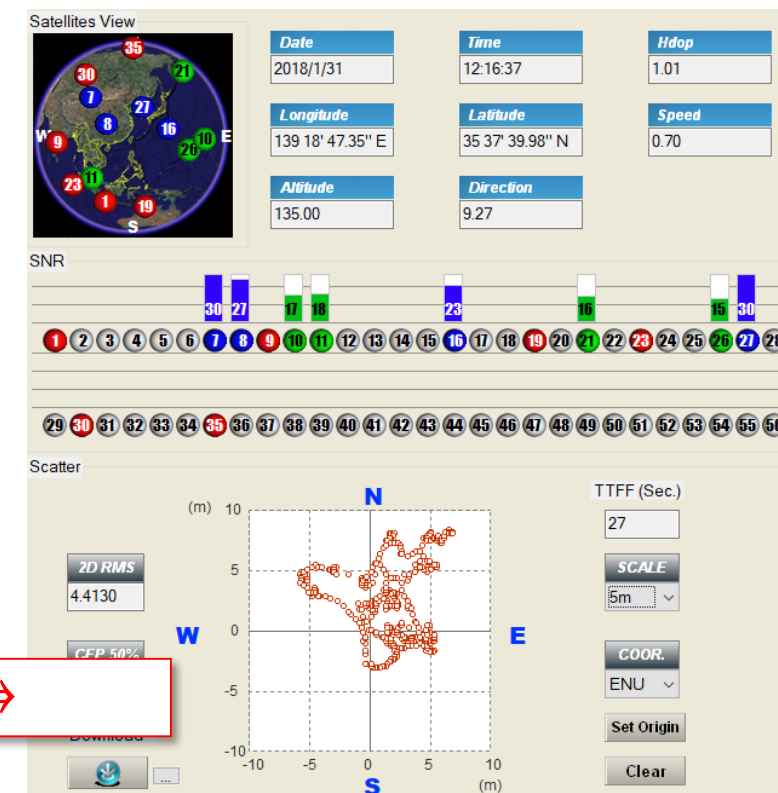 Satellites View
35
30
21
7
27
8
16
W
9
10
E
26
11
23
1
19
S
Date
Time
Hdop
2018/1/31
12:16:37
1.01
Longitude
Latitude
Speed
139 18' 47.35" E
35 37' 39.98" N
0.70
Altitude
Direction
135.00
9.27
SNR
30 27 17 18 23 16 15 30
1 2 3 4 5 6 7 8 9 10 11 12 13 14 15 16 17 18 19 20 21 22 23 24 25 26 27 28
29 30 31 32 33 34 35 36 37 38 39 40 41 42 43 44 45 46 47 48 49 50 51 52 53 54 55 56
Scatter
(m)
N
10
5
0
-5
-10
W
E
-10 -5 0 5 10
S
(m)
2D RMS
4.4130
CEP 50%
→
Download
...
TTFF (Sec.)
27
SCALE
5m
COOR.
ENU
Set Origin
Clear